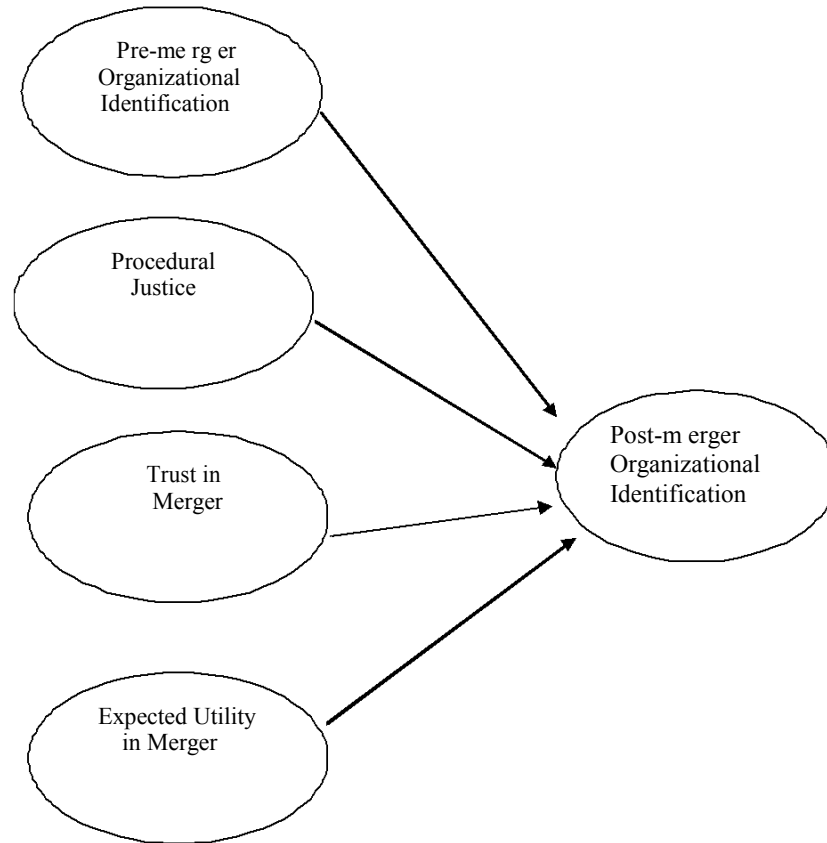 Pre-me rg er
Organizational
Identification
Procedural
Justice
Trust in
Merger
Post-m erger
Organizational
Identification
Expected Utility
in Merger